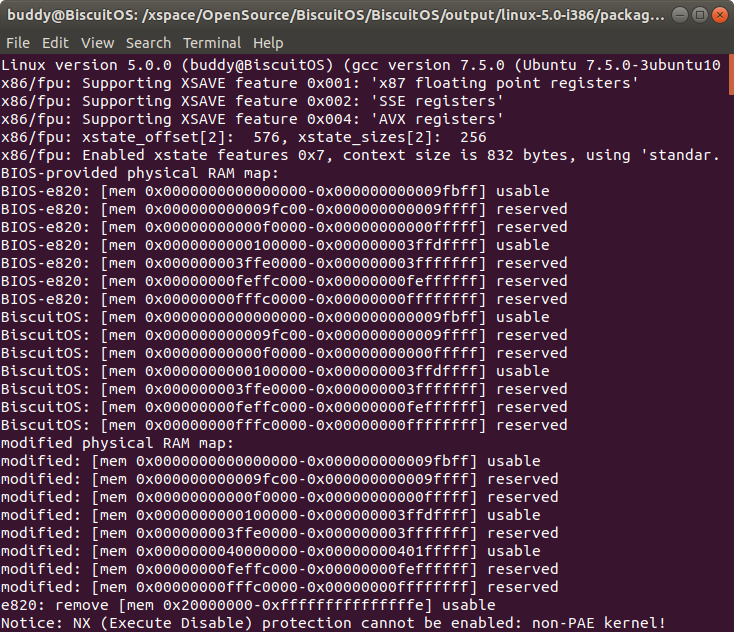 buddy@BiscuitOS: /xspace/OpenSource/BiscuitOS/BiscuitOS/output/linux-5.0-i386/packag...
File Edit View Search Terminal Help
Linux version 5.0.0 (buddy@BiscuitOS) (gcc version 7.5.0 (Ubuntu 7.5.0-3ubuntu10
x86/fpu: Supporting XSAVE feature 0x001: 'x87 floating point registers'
x86/fpu: Supporting XSAVE feature 0x002: 'SSE registers'
x86/fpu: Supporting XSAVE feature 0x004: 'AVX registers'
x86/fpu: xstate_offset[2]:  576, xstate_sizes[2]:  256
x86/fpu: Enabled xstate features 0x7, context size is 832 bytes, using 'standar.
BIOS-provided physical RAM map:
BIOS-e820: [mem 0x0000000000000000-0x000000000009fbff] usable
BIOS-e820: [mem 0x000000000009fc00-0x000000000009ffff] reserved
BIOS-e820: [mem 0x00000000000f0000-0x00000000000fffff] reserved
BIOS-e820: [mem 0x0000000000100000-0x000000003ffdffff] usable
BIOS-e820: [mem 0x000000003ffe0000-0x000000003fffffff] reserved
BIOS-e820: [mem 0x00000000feffc000-0x00000000feffffff] reserved
BIOS-e820: [mem 0x00000000fffc0000-0x00000000ffffffff] reserved
BiscuitOS: [mem 0x0000000000000000-0x000000000009fbff] usable
BiscuitOS: [mem 0x000000000009fc00-0x000000000009ffff] reserved
BiscuitOS: [mem 0x00000000000f0000-0x00000000000fffff] reserved
BiscuitOS: [mem 0x0000000000100000-0x000000003ffdffff] usable
BiscuitOS: [mem 0x000000003ffe0000-0x000000003fffffff] reserved
BiscuitOS: [mem 0x00000000feffc000-0x00000000feffffff] reserved
BiscuitOS: [mem 0x00000000fffc0000-0x00000000ffffffff] reserved
modified physical RAM map:
modified: [mem 0x0000000000000000-0x000000000009fbff] usable
modified: [mem 0x000000000009fc00-0x000000000009ffff] reserved
modified: [mem 0x00000000000f0000-0x00000000000fffff] reserved
modified: [mem 0x0000000000100000-0x000000003ffdffff] usable
modified: [mem 0x000000003ffe0000-0x000000003fffffff] reserved
modified: [mem 0x0000000040000000-0x00000000401fffff] usable
modified: [mem 0x00000000feffc000-0x00000000feffffff] reserved
modified: [mem 0x00000000fffc0000-0x00000000ffffffff] reserved
e820: remove [mem 0x20000000-0xfffffffffffffffe] usable
Notice: NX (Execute Disable) protection cannot be enabled: non-PAE kernel!